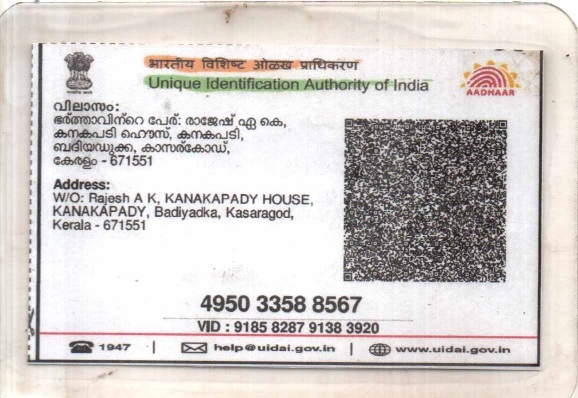 भारतीय विशिष्ट ओळख प्राधिकरण
Unique Identification Authority of India
AADHAAR
വിലാസം:
ഭർത്താവിൻറെ പേര്: രാജേഷ് ഏ കെ,
കനകപടി ഹൌസ്, കനകപടി,
ബദിയഡുക്ക, കാസർകോഡ്,
കേരളം - 671551
Address:
W/O: Rajesh A K, KANAKAPADY HOUSE,
KANAKAPADY, Badiyadka, Kasaragod,
Kerala - 671551
4950 3358 8567
VID : 9185 8287 9138 3920
1947 | help@uidai.gov.in | www.uidai.gov.in